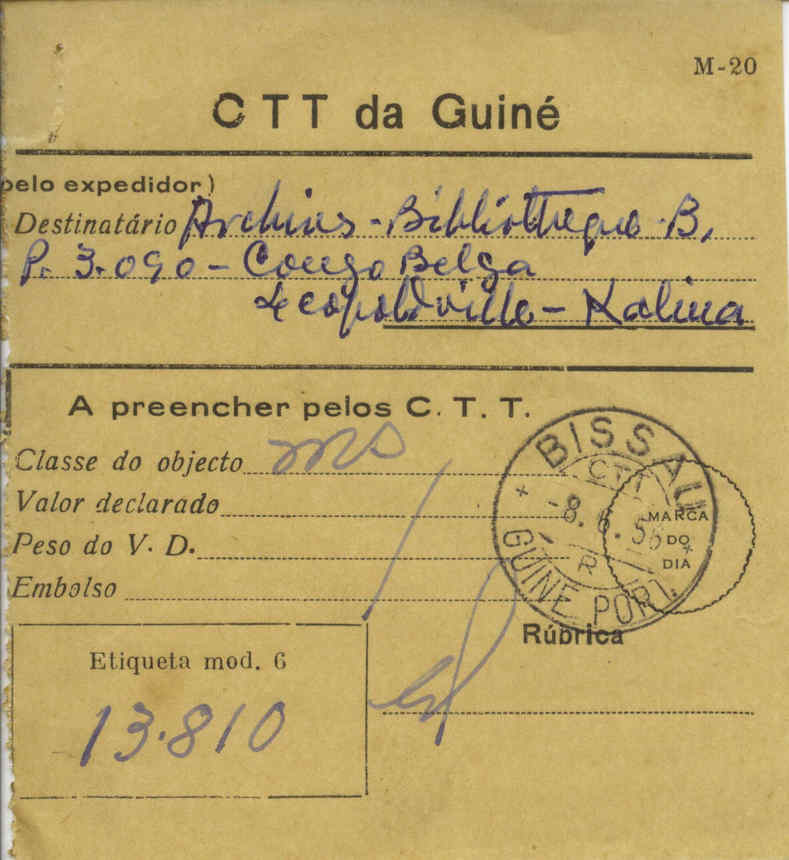 M-20
CTT da Guiné
pelo expedidor)
Destinatário Archives - Bibliotheque - B.
P. 3.090 - Congo Belga
Leopoldville - Kalina
A preencher pelos C. T. T.
Classe do objecto
Valor declarado
Peso do V. D.
Embolso
BISSAU
CTT
-8. 6. 56
R
GUINÉ PORT.
MARCA
DO
DIA
Rúbrica
Etiqueta mod. 6
13.810